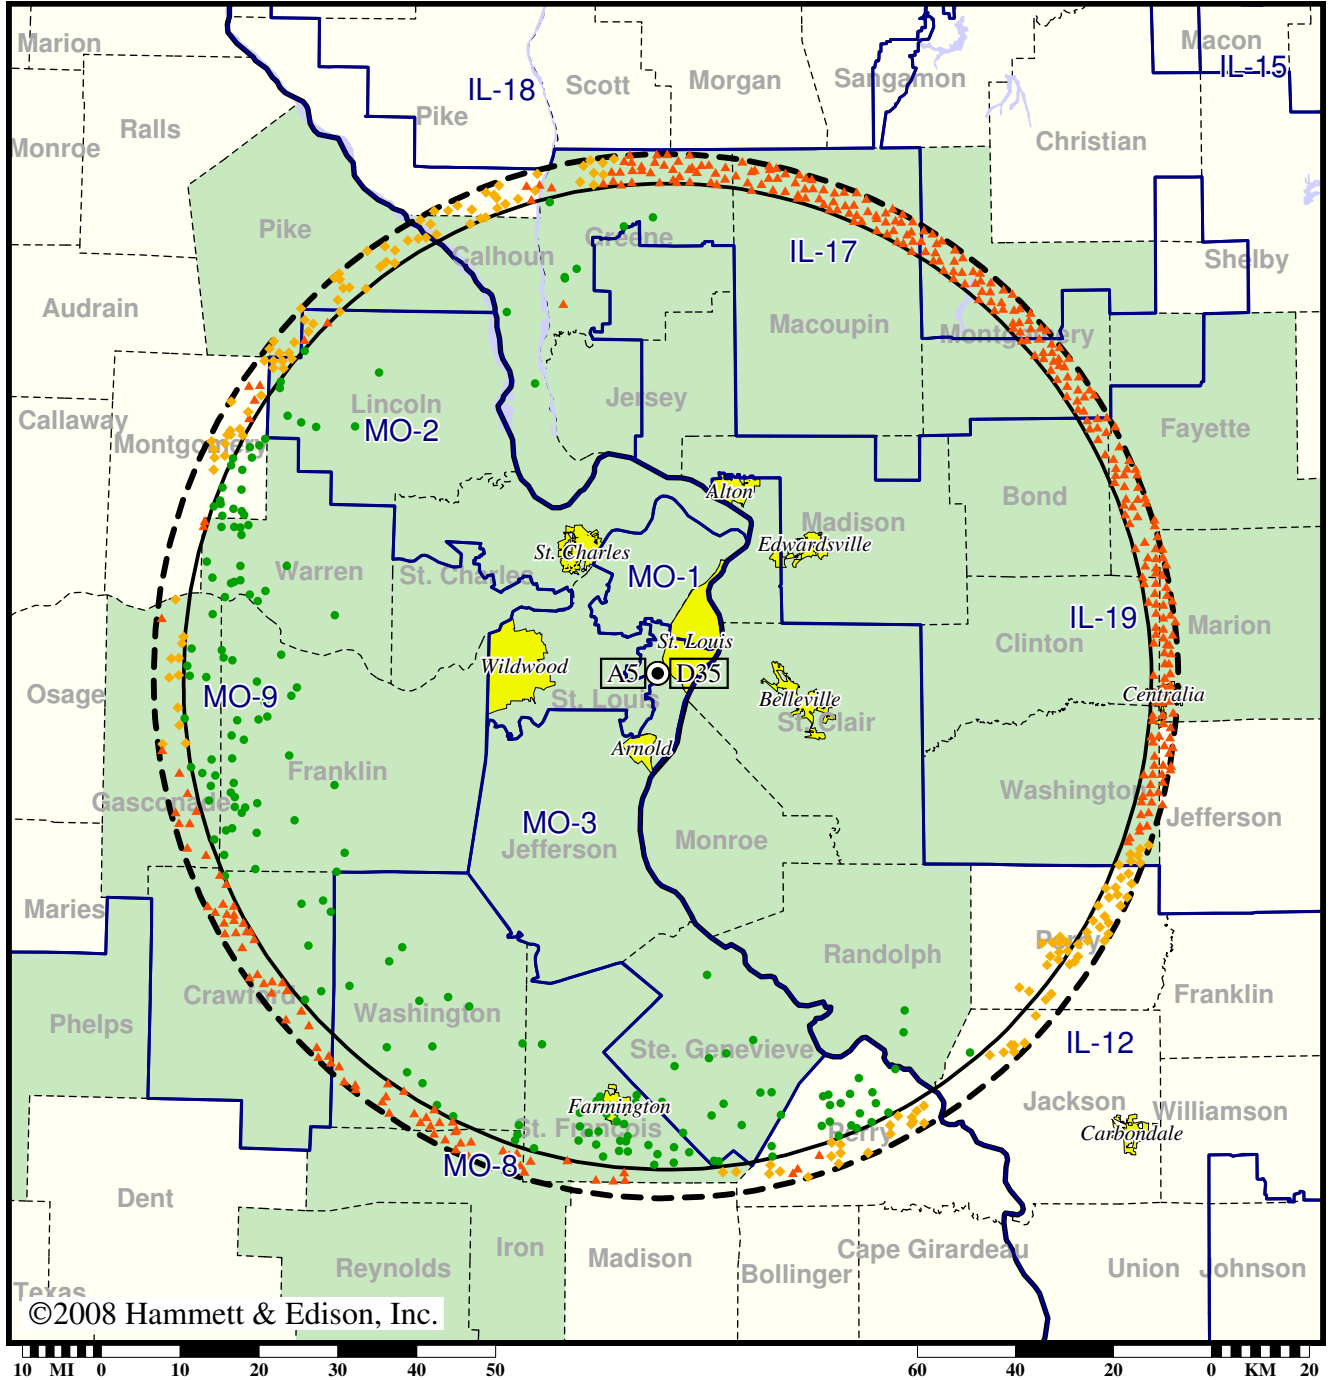 Marion
Macon
IL-15
IL-18
Scott
Morgan
Sangamon
Pike
Ralls
Monroe
Christian
Pike
Greene
IL-17
Calhoun
Shelby
Audrain
Macoupin
Montgomery
Lincoln
Jersey
MO-2
Callaway
Montgomery
Fayette
Alton
Bond
Madison
St. Charles
Edwardsville
Warren
St. Charles
MO-1
IL-19
Marion
St. Louis
Clinton
Wildwood
A5
D35
Osage
MO-9
St. Louis
Belleville
Centralia
St. Clair
Arnold
Franklin
Gasconade
Washington
MO-3
Jefferson
Jefferson
Monroe
Maries
Perry
Randolph
Crawford
Franklin
Washington
Phelps
Ste. Genevieve
IL-12
Farmington
Jackson
Williamson
St. Francois
Perry
Carbondale
MO-8
Dent
Iron
Madison
Cape Girardeau
Reynolds
Bollinger
Union
Johnson
Texas
©2008 Hammett & Edison, Inc.
10 MI 0 10 20 30 40 50
60 40 20 0 KM 20